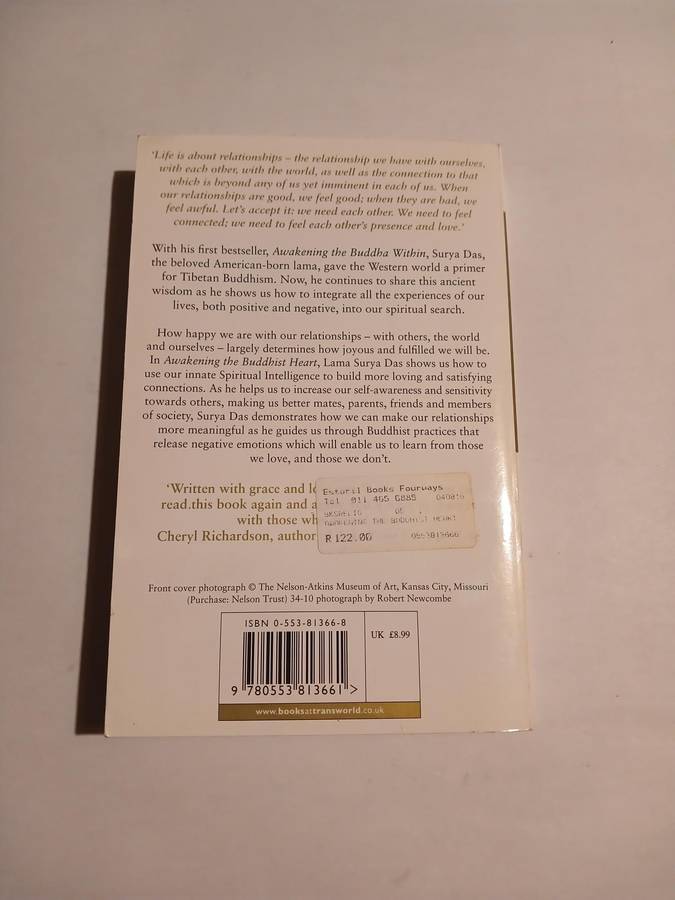 'Life is about relationships – the relationship we have with ourselves,
with each other, with the world, as well as the connection to that
which is beyond any of us yet imminent in each of us. When
our relationships are good, we feel good; when they are bad, we
feel awful. Let's accept it: we need each other. We need to feel
connected; we need to feel each other's presence and love.'
With his first bestseller, Awakening the Buddha Within, Surya Das,
the beloved American-born lama, gave the Western world a primer
for Tibetan Buddhism. Now, he continues to share this ancient
wisdom as he shows us how to integrate all the experiences of our
lives, both positive and negative, into our spiritual search.
How happy we are with our relationships – with others, the world
and ourselves – largely determines how joyous and fulfilled we will be.
In Awakening the Buddhist Heart, Lama Surya Das shows us how to
use our innate Spiritual Intelligence to build more loving and satisfying
connections. As he helps us to increase our self-awareness and sensitivity
towards others, making us better mates, parents, friends and members
of society, Surya Das demonstrates how we can make our relationships
more meaningful as he guides us through Buddhist practices that
release negative emotions which will enable us to learn from those
we love, and those we don't.
'Written with grace and
read.this book again and
with those
Cheryl Richardson, author
Estoril Books Fourways
Tel 011 465 6885
AWAKENING THE BUDDHIST HEART
R 122.00
0553813666
Front cover photograph © The Nelson-Atkins Museum of Art, Kansas City, Missouri
(Purchase: Nelson Trust) 34-10 photograph by Robert Newcombe
ISBN 0-553-81366-8
UK £8.99
9 780553 813661 >
www.booksattransworld.co.uk